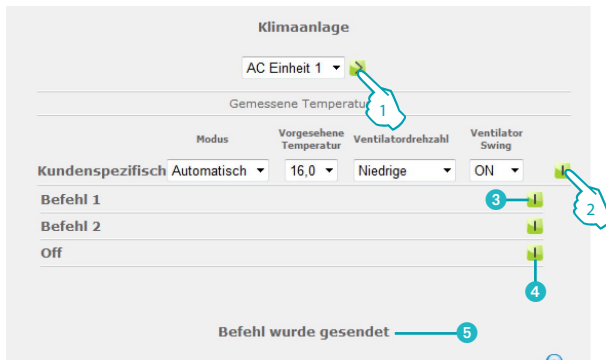 Klimaanlage
AC Einheit 1
1
Gemessene Temperatur
Modus Vorgesehene Temperatur Ventilatordrehzahl Ventilator Swing
Kundenspezifisch Automatisch 16,0 Niedrige ON
2
Befehl 1 3
Befehl 2
Off
4
Befehl wurde gesendet 5